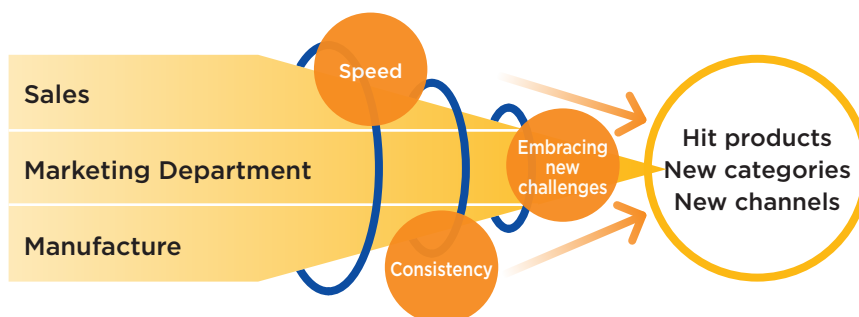 Sales
Marketing Department
Manufacture
Speed
Consistency
Embracing
new
challenges
Hit products
New categories
New channels